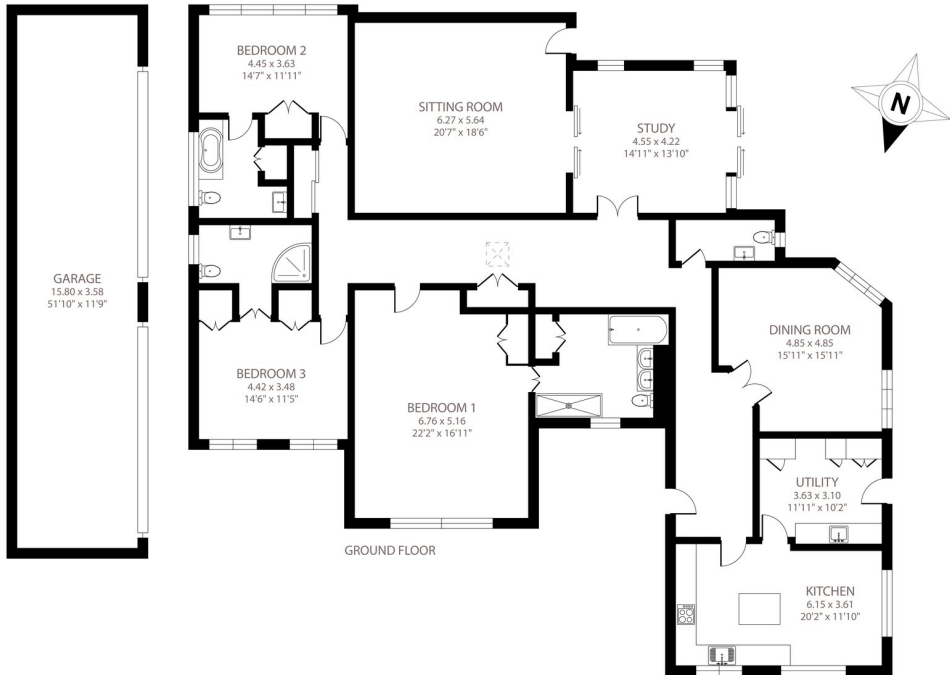 BEDROOM 2
4.45 x 3.63
14'7" x 11'11"
SITTING ROOM
6.27 x 5.64
20'7" x 18'6"
STUDY
4.55 x 4.22
14'11" x 13'10"
N
GARAGE
15.80 x 3.58
51'10" x 11'9"
DINING ROOM
4.85 x 4.85
15'11" x 15'11"
BEDROOM 3
4.42 x 3.48
14'6" x 11'5"
BEDROOM 1
6.76 x 5.16
22'2" x 16'11"
UTILITY
3.63 x 3.10
11'11" x 10'2"
GROUND FLOOR
KITCHEN
6.15 x 3.61
20'2" x 11'10"